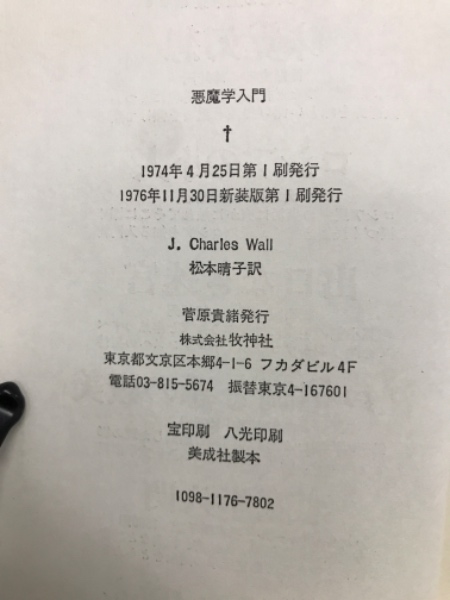 悪魔学入門
†
1974年4月25日第1刷発行
1976年11月30日新装版第1刷発行
J. Charles Wall
松本晴子訳
菅原貴緒発行
株式会社牧神社
東京都文京区本郷4-1-6 フカダビル4F
電話03-815-5674 振替東京4-167601
宝印刷 八光印刷
美成社製本
1098-1176-7802